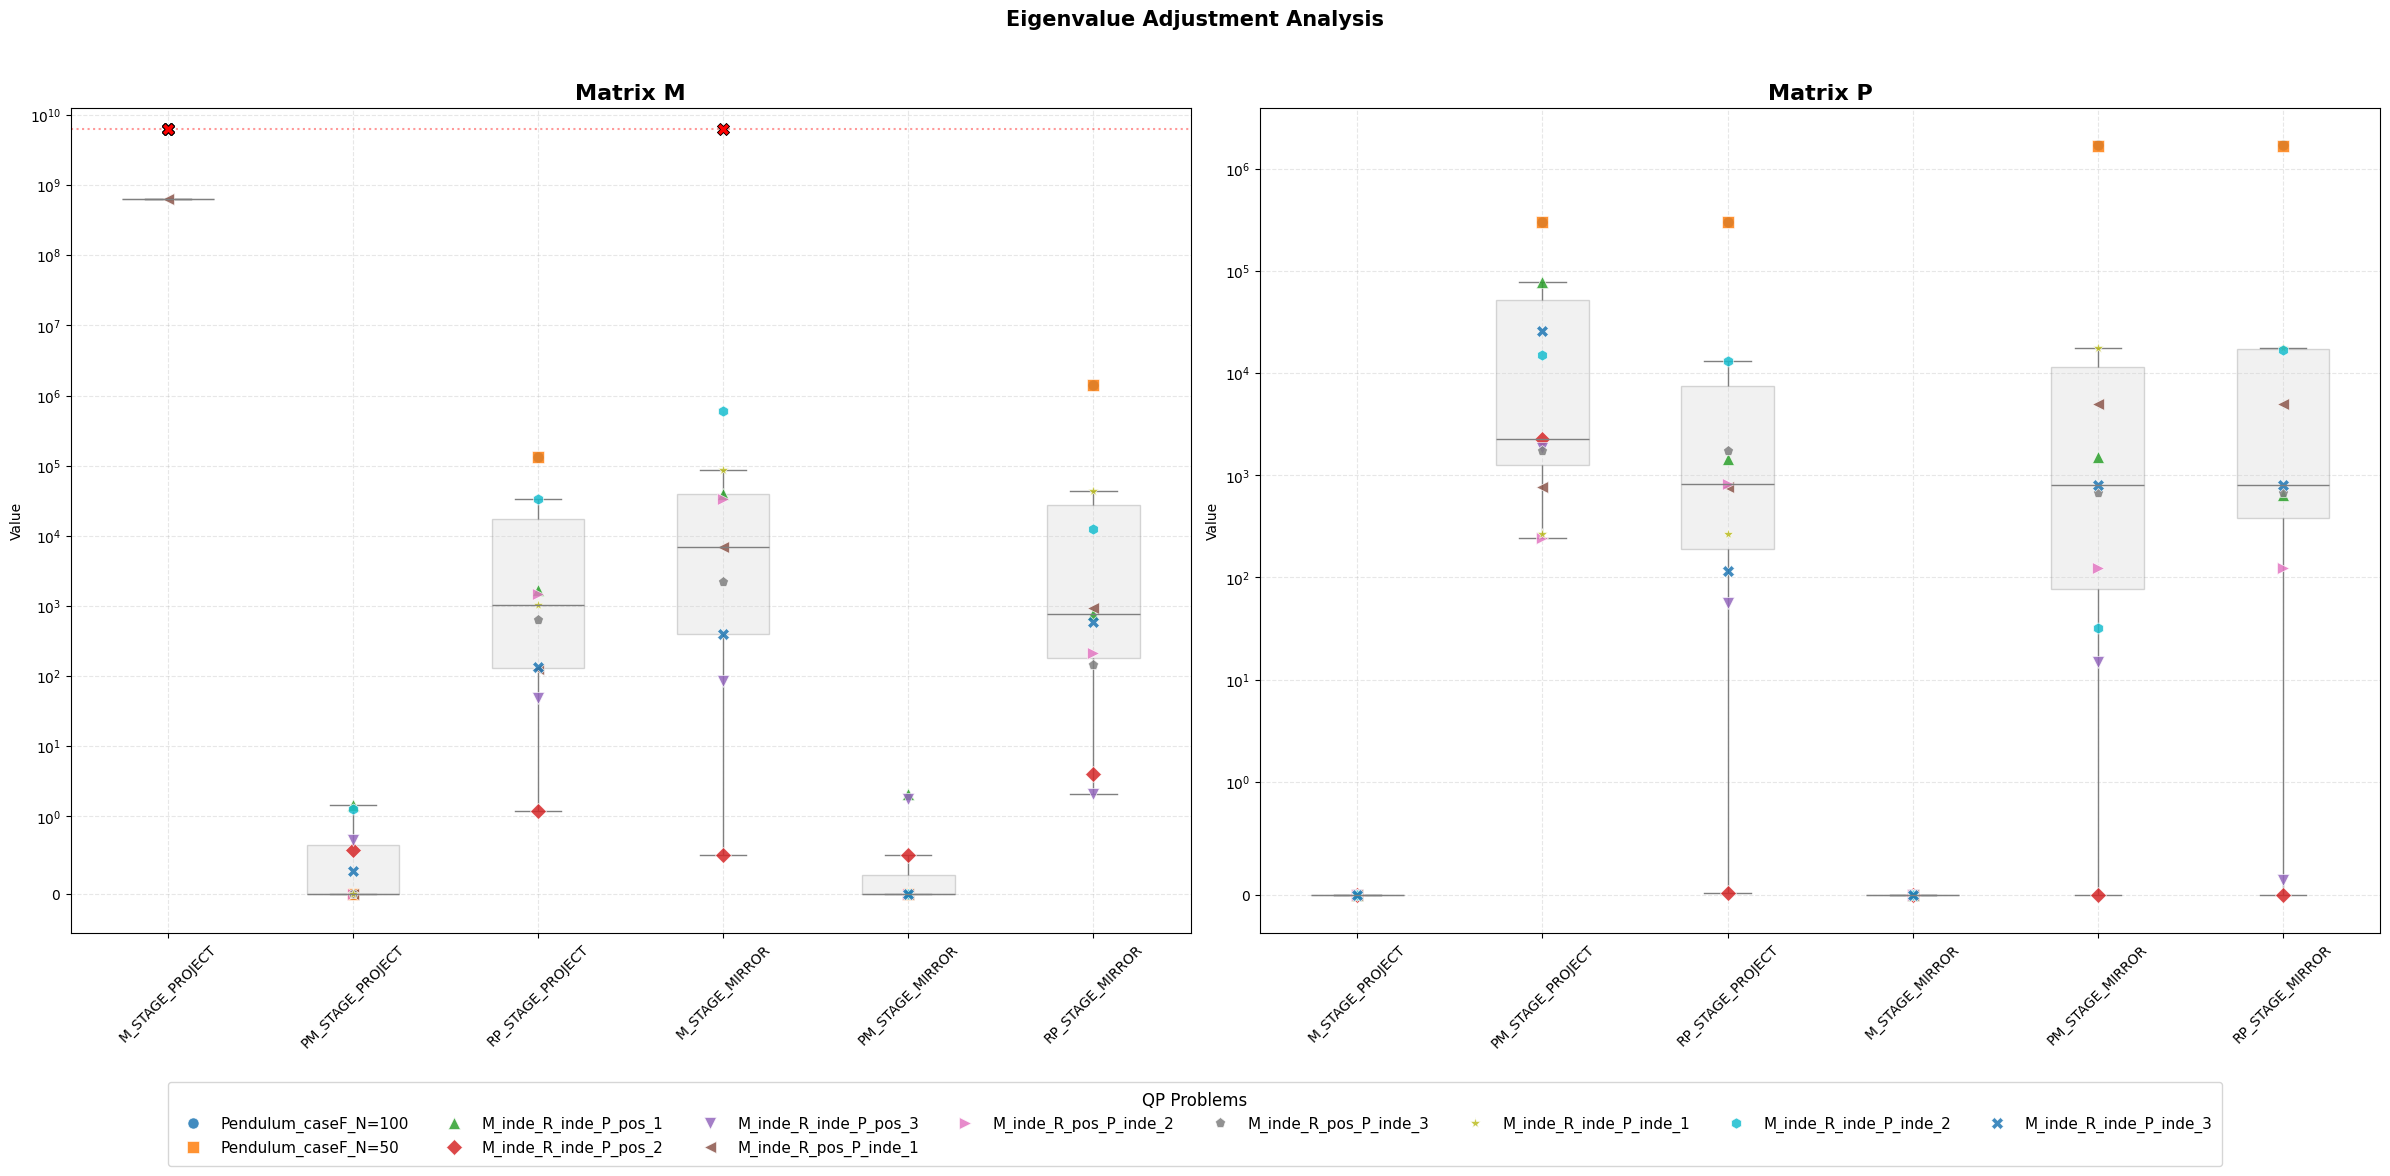 Eigenvalue Adjustment Analysis
Matrix M
Matrix P
Value
10^10
10^9
10^8
10^7
10^6
10^5
10^4
10^3
10^2
10^1
10^0
0
M_STAGE_PROJECT
PM_STAGE_PROJECT
RP_STAGE_PROJECT
M_STAGE_MIRROR
PM_STAGE_MIRROR
RP_STAGE_MIRROR
Value
10^6
10^5
10^4
10^3
10^2
10^1
10^0
0
M_STAGE_PROJECT
PM_STAGE_PROJECT
RP_STAGE_PROJECT
M_STAGE_MIRROR
PM_STAGE_MIRROR
RP_STAGE_MIRROR
QP Problems
Pendulum_caseF_N=100
Pendulum_caseF_N=50
M_inde_R_inde_P_pos_1
M_inde_R_inde_P_pos_2
M_inde_R_inde_P_pos_3
M_inde_R_pos_P_inde_1
M_inde_R_pos_P_inde_2
M_inde_R_pos_P_inde_3
M_inde_R_inde_P_inde_1
M_inde_R_inde_P_inde_2
M_inde_R_inde_P_inde_3